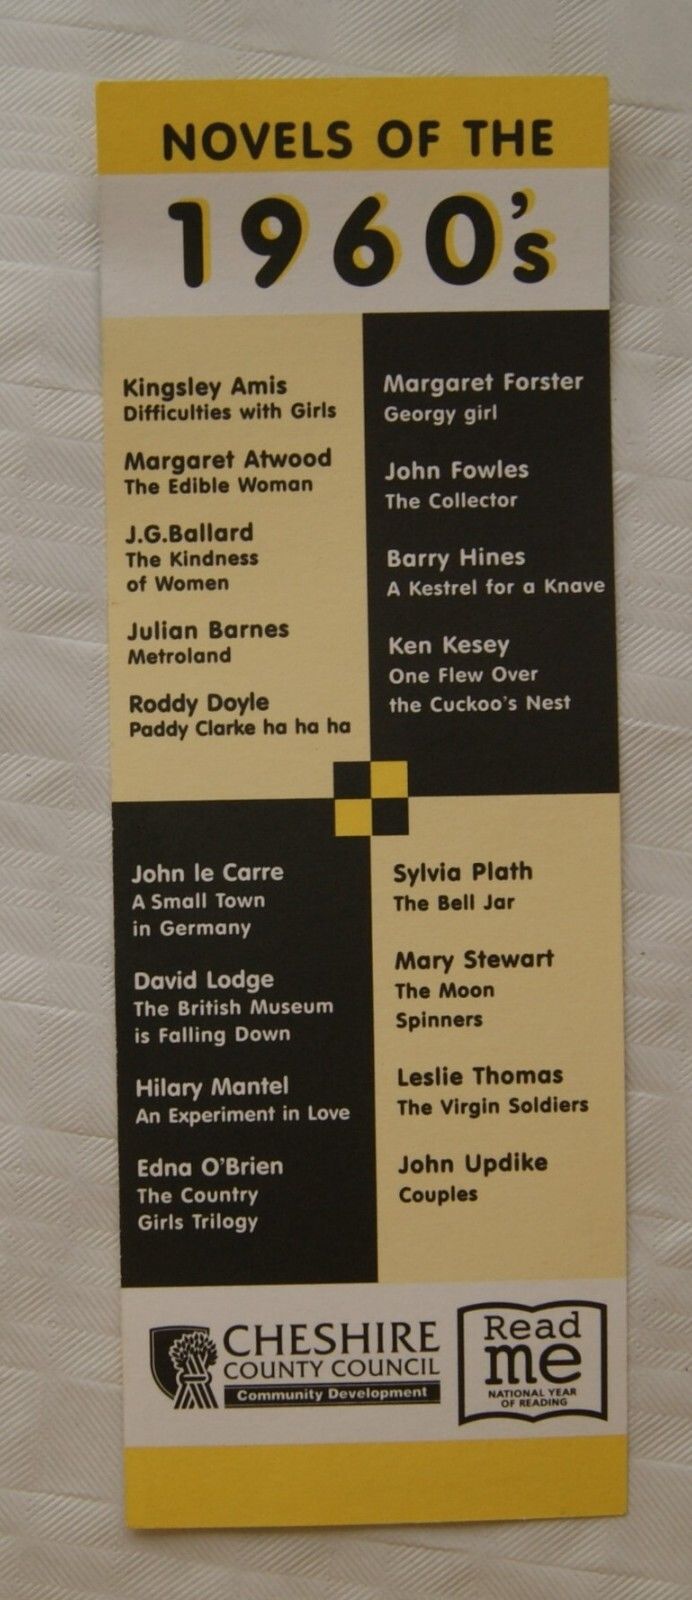 NOVELS OF THE
1960's
Kingsley Amis
Difficulties with Girls
Margaret Atwood
The Edible Woman
J.G.Ballard
The Kindness
of Women
Julian Barnes
Metroland
Roddy Doyle
Paddy Clarke ha ha ha
Margaret Forster
Georgy girl
John Fowles
The Collector
Barry Hines
A Kestrel for a Knave
Ken Kesey
One Flew Over
the Cuckoo's Nest
John le Carre
A Small Town
in Germany
David Lodge
The British Museum
is Falling Down
Hilary Mantel
An Experiment in Love
Edna O'Brien
The Country
Girls Trilogy
Sylvia Plath
The Bell Jar
Mary Stewart
The Moon
Spinners
Leslie Thomas
The Virgin Soldiers
John Updike
Couples
CHESHIRE
COUNTY COUNCIL
Community Development
Read
me
NATIONAL YEAR
OF READING